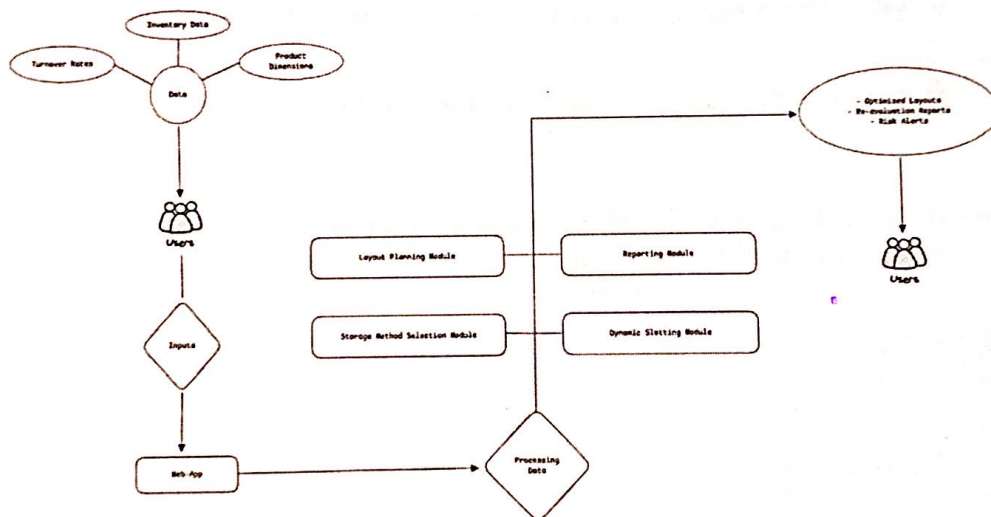 Inventory Data
Turnover Rates
Product
Dimensions
Data
Users
Inputs
Web-App
Processing
Data
Layout Planning Module
Reporting Module
Storage Method Selection Module
Dynamic Slotting Module
- Optimised Layouts
- Re-evaluation Reports
- Risk Alerts
Users